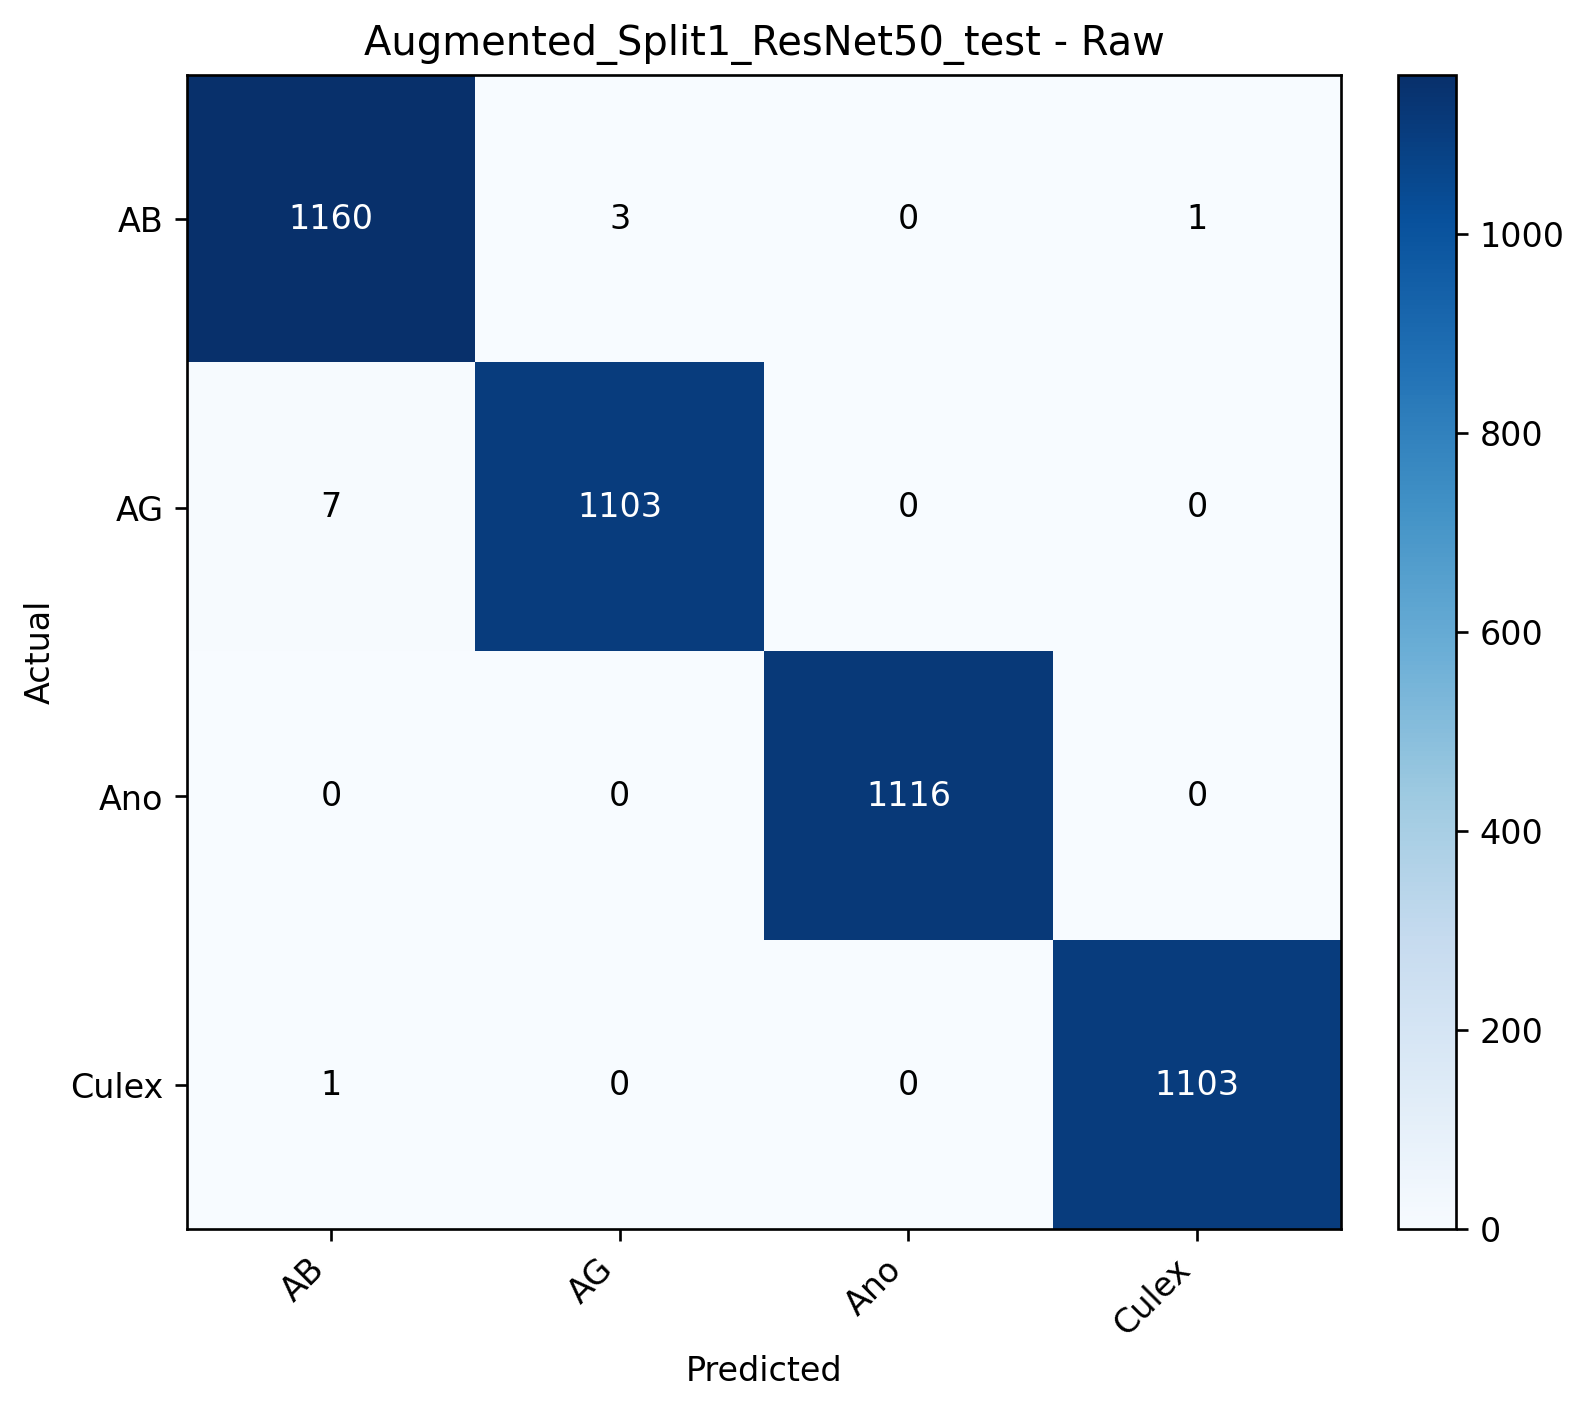 Augmented_Split1_ResNet50_test - Raw
AB 1160 3 0 1
AG 7 1103 0 0
Ano 0 0 1116 0
Culex 1 0 0 1103
Actual
AB AG Ano Culex
Predicted
1000
800
600
400
200
0